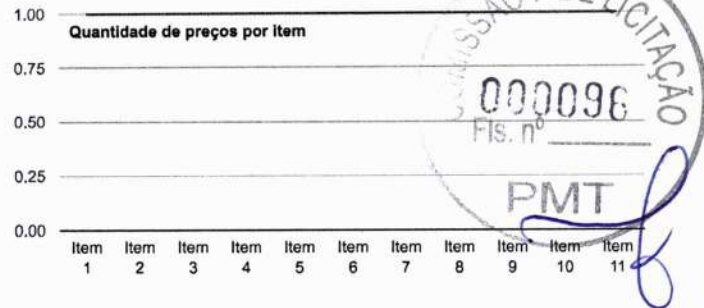 Quantidade de preços por item
1.00
0.75
0.50
0.25
0.00
Item 1
Item 2
Item 3
Item 4
Item 5
Item 6
Item 7
Item 8
Item 9
Item 10
Item 11
LICITAÇÃO
000096
Fls. nº
PMT